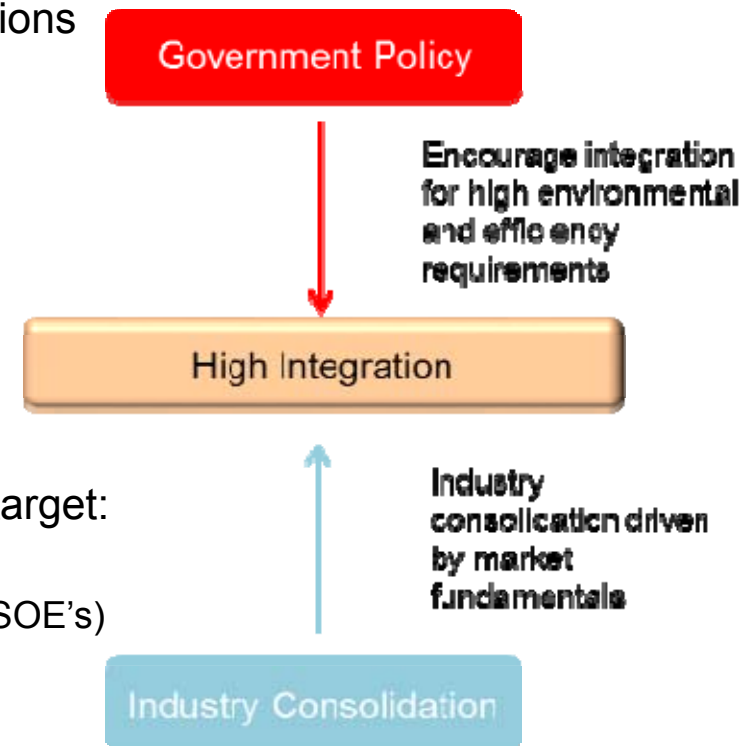 ions
Government Policy
Encourage integration
for high environmental
and efficiency
requirements
High Integration
arget:
Industry
consolidation driven
by market
fundamentals
SOE's)
Industry Consolidation